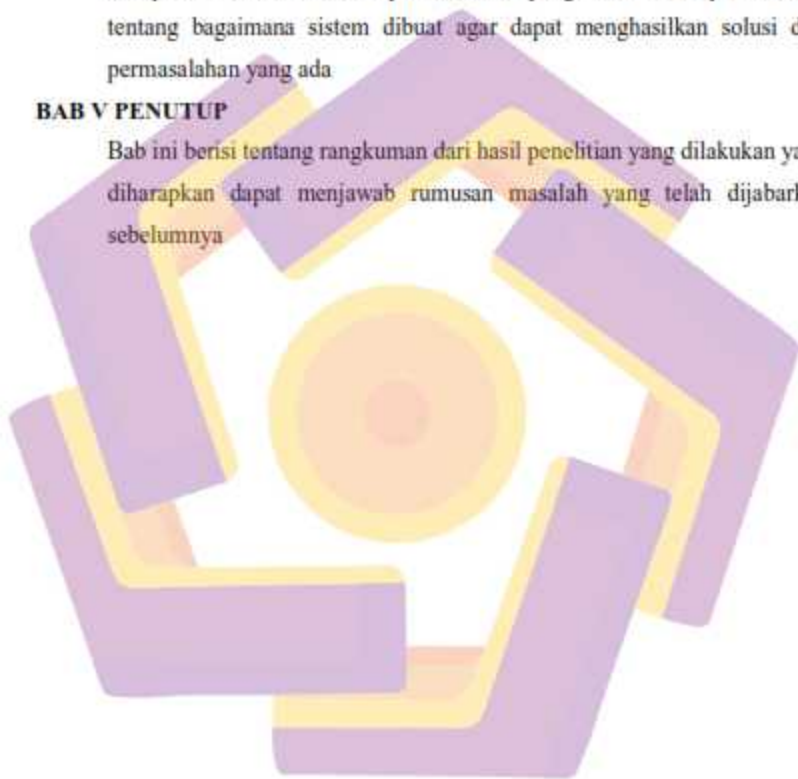 tentang bagaimana sistem dibuat agar dapat menghasilkan solusi
permasalahan yang ada
BAB V PENUTUP
Bab ini berisi tentang rangkuman dari hasil penelitian yang dilakukan
diharapkan dapat menjawab rumusan masalah yang telah
sebelumnya